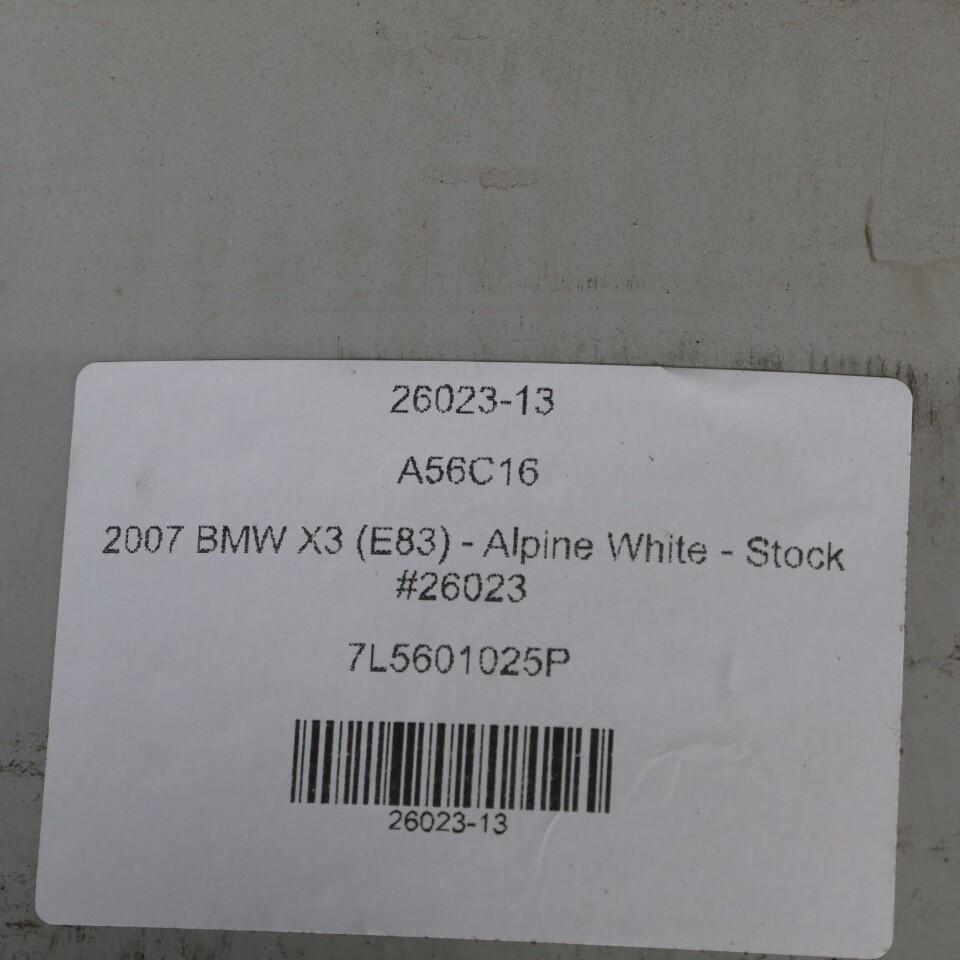 26023-13
A56C16
2007 BMW X3 (E83) - Alpine White - Stock
#26023
7L5601025P
26023-13